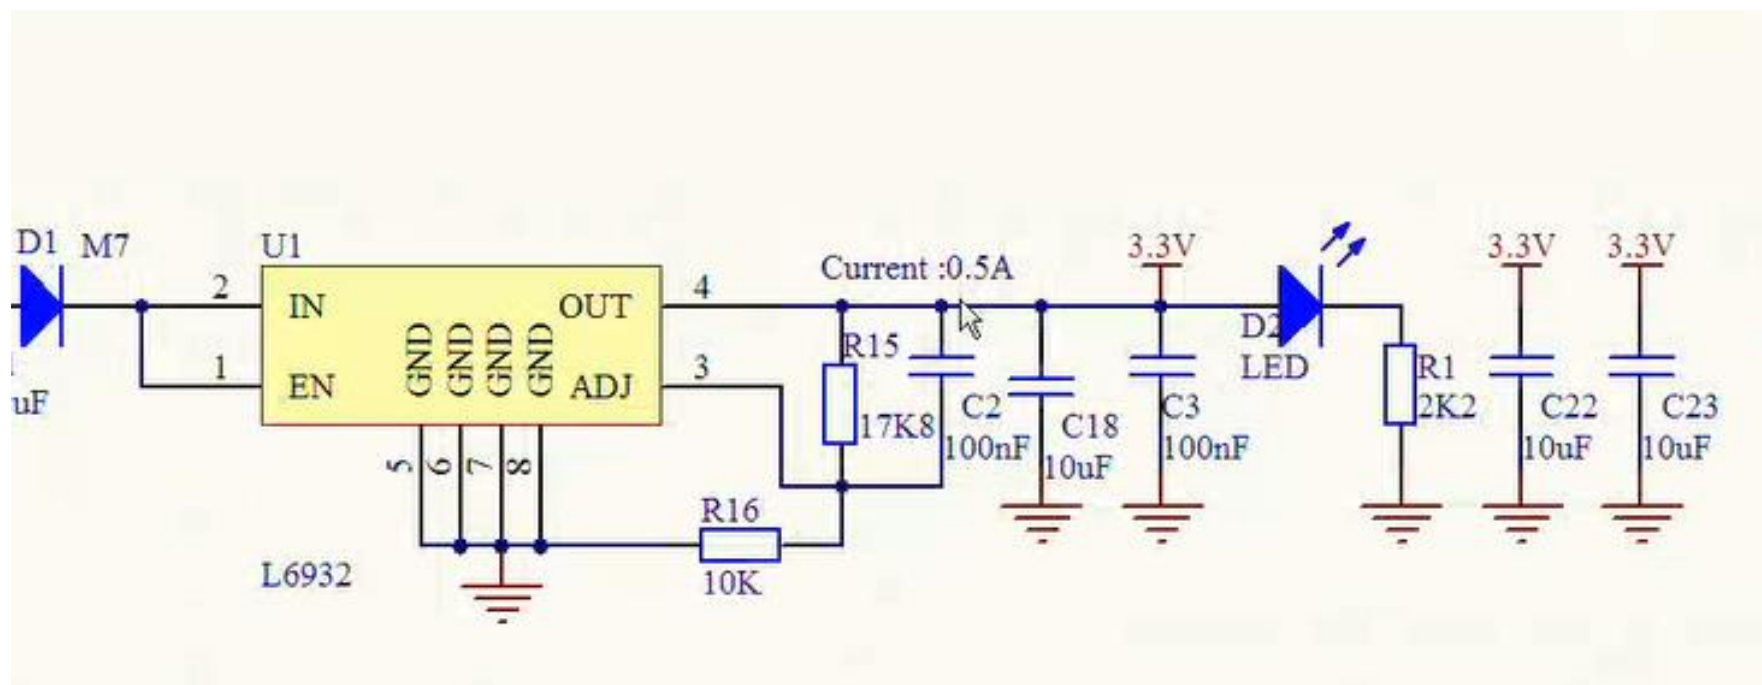 D1
M7
uF
U1
2
IN
1
EN
GND
GND
GND
GND
OUT
4
ADJ
3
5
6
7
8
L6932
R16
10K
Current :0.5A
R15
17K8
C2
100nF
C18
10uF
3.3V
C3
100nF
D2
LED
R1
2K2
3.3V
C22
10uF
3.3V
C23
10uF